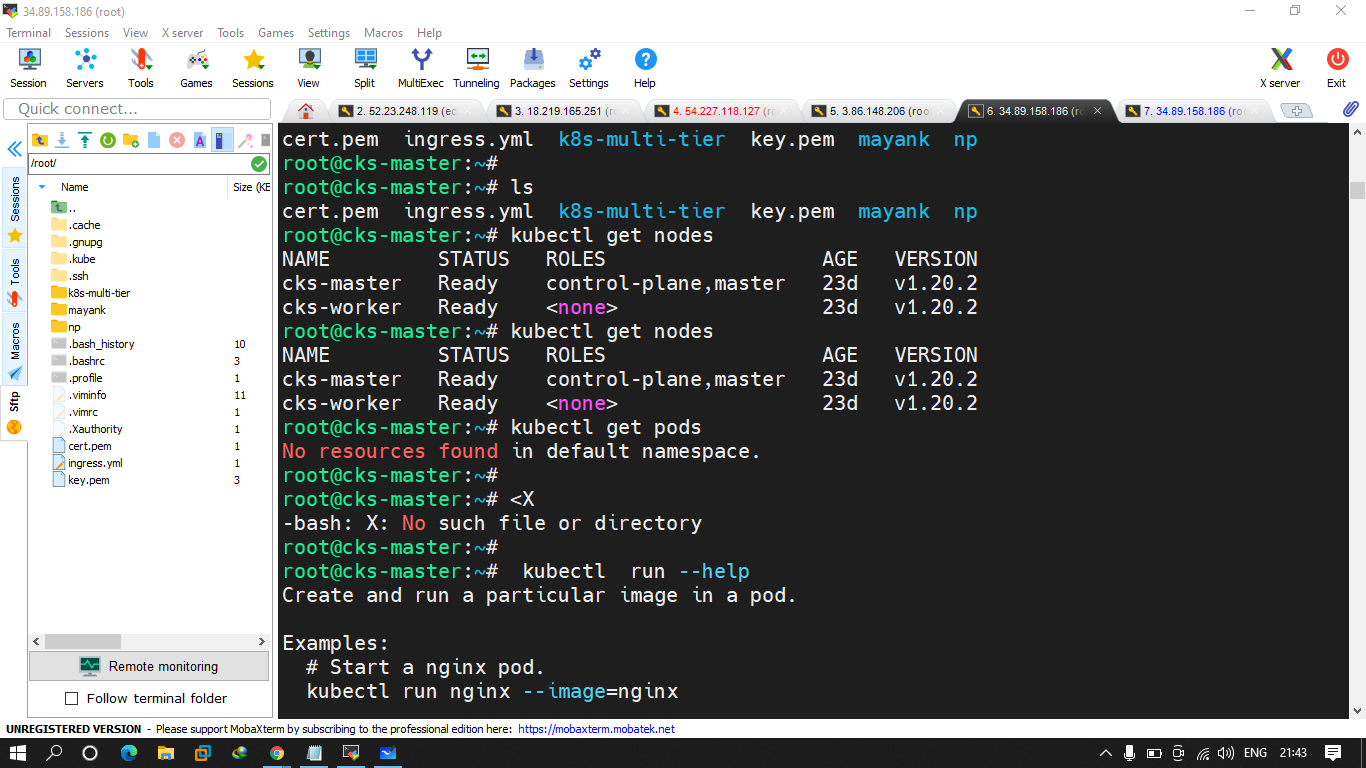 34.89.158.186 (root)
Terminal Sessions View X server Tools Games Settings Macros Help
Session Servers Tools Games Sessions View Split MultiExec Tunneling Packages Settings Help X server Exit
Quick connect...
2. 52.23.248.119 (ec
3. 18.219.165.251 (ro
4. 54.227.118.127 (ro
5. 3.86.148.206 (root
6. 34.89.158.186 (ro
7. 34.89.158.186 (ro
Sessions
Tools
Macros
Sftp
/root/
Name Size (KB
..
.cache
.gnupg
.kube
.ssh
k8s-multi-tier
mayank
np
.bash_history 10
.bashrc 3
.profile 1
.viminfo 11
.vimrc 1
.Xauthority 1
cert.pem 1
ingress.yml 1
key.pem 3
Remote monitoring
Follow terminal folder
cert.pem ingress.yml k8s-multi-tier key.pem mayank np
root@cks-master:~#
root@cks-master:~# ls
cert.pem ingress.yml k8s-multi-tier key.pem mayank np
root@cks-master:~# kubectl get nodes
NAME STATUS ROLES AGE VERSION
cks-master Ready control-plane,master 23d v1.20.2
cks-worker Ready <none> 23d v1.20.2
root@cks-master:~# kubectl get nodes
NAME STATUS ROLES AGE VERSION
cks-master Ready control-plane,master 23d v1.20.2
cks-worker Ready <none> 23d v1.20.2
root@cks-master:~# kubectl get pods
No resources found in default namespace.
root@cks-master:~#
root@cks-master:~# <X
-bash: X: No such file or directory
root@cks-master:~#
root@cks-master:~#  kubectl  run --help
Create and run a particular image in a pod.
Examples:
# Start a nginx pod.
kubectl run nginx --image=nginx
UNREGISTERED VERSION - Please support MobaXterm by subscribing to the professional edition here: https://mobaxterm.mobatek.net
ENG 21:43